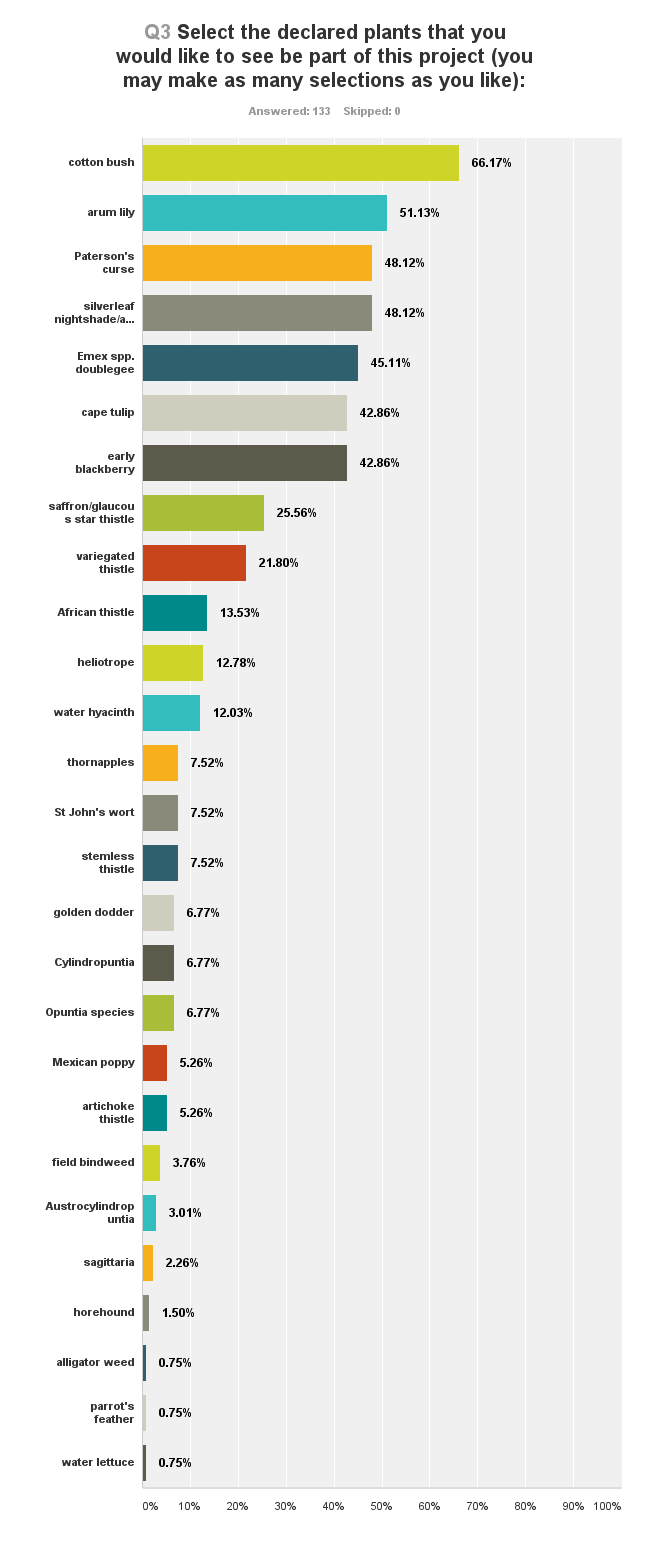 Q3 Select the declared plants that you
would like to see be part of this project (you
may make as many selections as you like):
Answered: 133 Skipped: 0
cotton bush 66.17%
arum lily 51.13%
Paterson's
curse 48.12%
silverleaf
nightshade/a... 48.12%
Emex spp.
doublegee 45.11%
cape tulip 42.86%
early
blackberry 42.86%
saffron/glaucou
s star thistle 25.56%
variegated
thistle 21.80%
African thistle 13.53%
heliotrope 12.78%
water hyacinth 12.03%
thornapples 7.52%
St John's wort 7.52%
stemless
thistle 7.52%
golden dodder 6.77%
Cylindropuntia 6.77%
Opuntia species 6.77%
Mexican poppy 5.26%
artichoke
thistle 5.26%
field bindweed 3.76%
Austrocylindrop
untia 3.01%
sagittaria 2.26%
horehound 1.50%
alligator weed 0.75%
parrot's
feather 0.75%
water lettuce 0.75%
0% 10% 20% 30% 40% 50% 60% 70% 80% 90% 100%